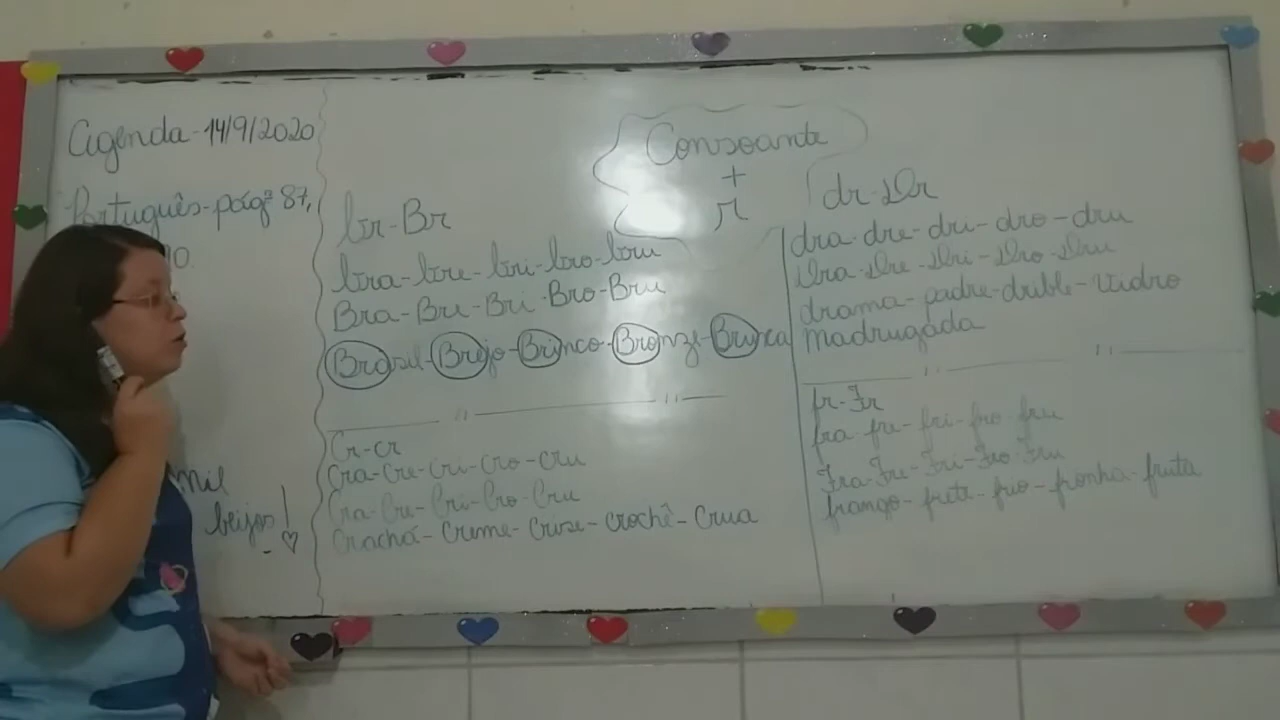 Agenda - 14/9/2020
Português - págª 87,
10
Mil
beijos!
Consoante
+
r
br - Br
bra - bre - bri - bro - bru
Bra - Bre - Bri - Bro - Bru
Brasil - Brejo - Brinco - Bronze - Bruxa
Cr - cr
cra - cre - cri - cro - cru
Cra - Cre - Cri - Cro - Cru
Crachá - Creme - Crise - crochê - Crua
dr - Dr
dra - dre - dri - dro - dru
Dra - Dre - Dri - Dro - Dru
drama - padre - drible - vidro
madrugada
fr - Fr
fra - fre - fri - fro - fru
Fra - Fre - Fri - Fro - Fru
frango - frete - frio - fronha - fruta